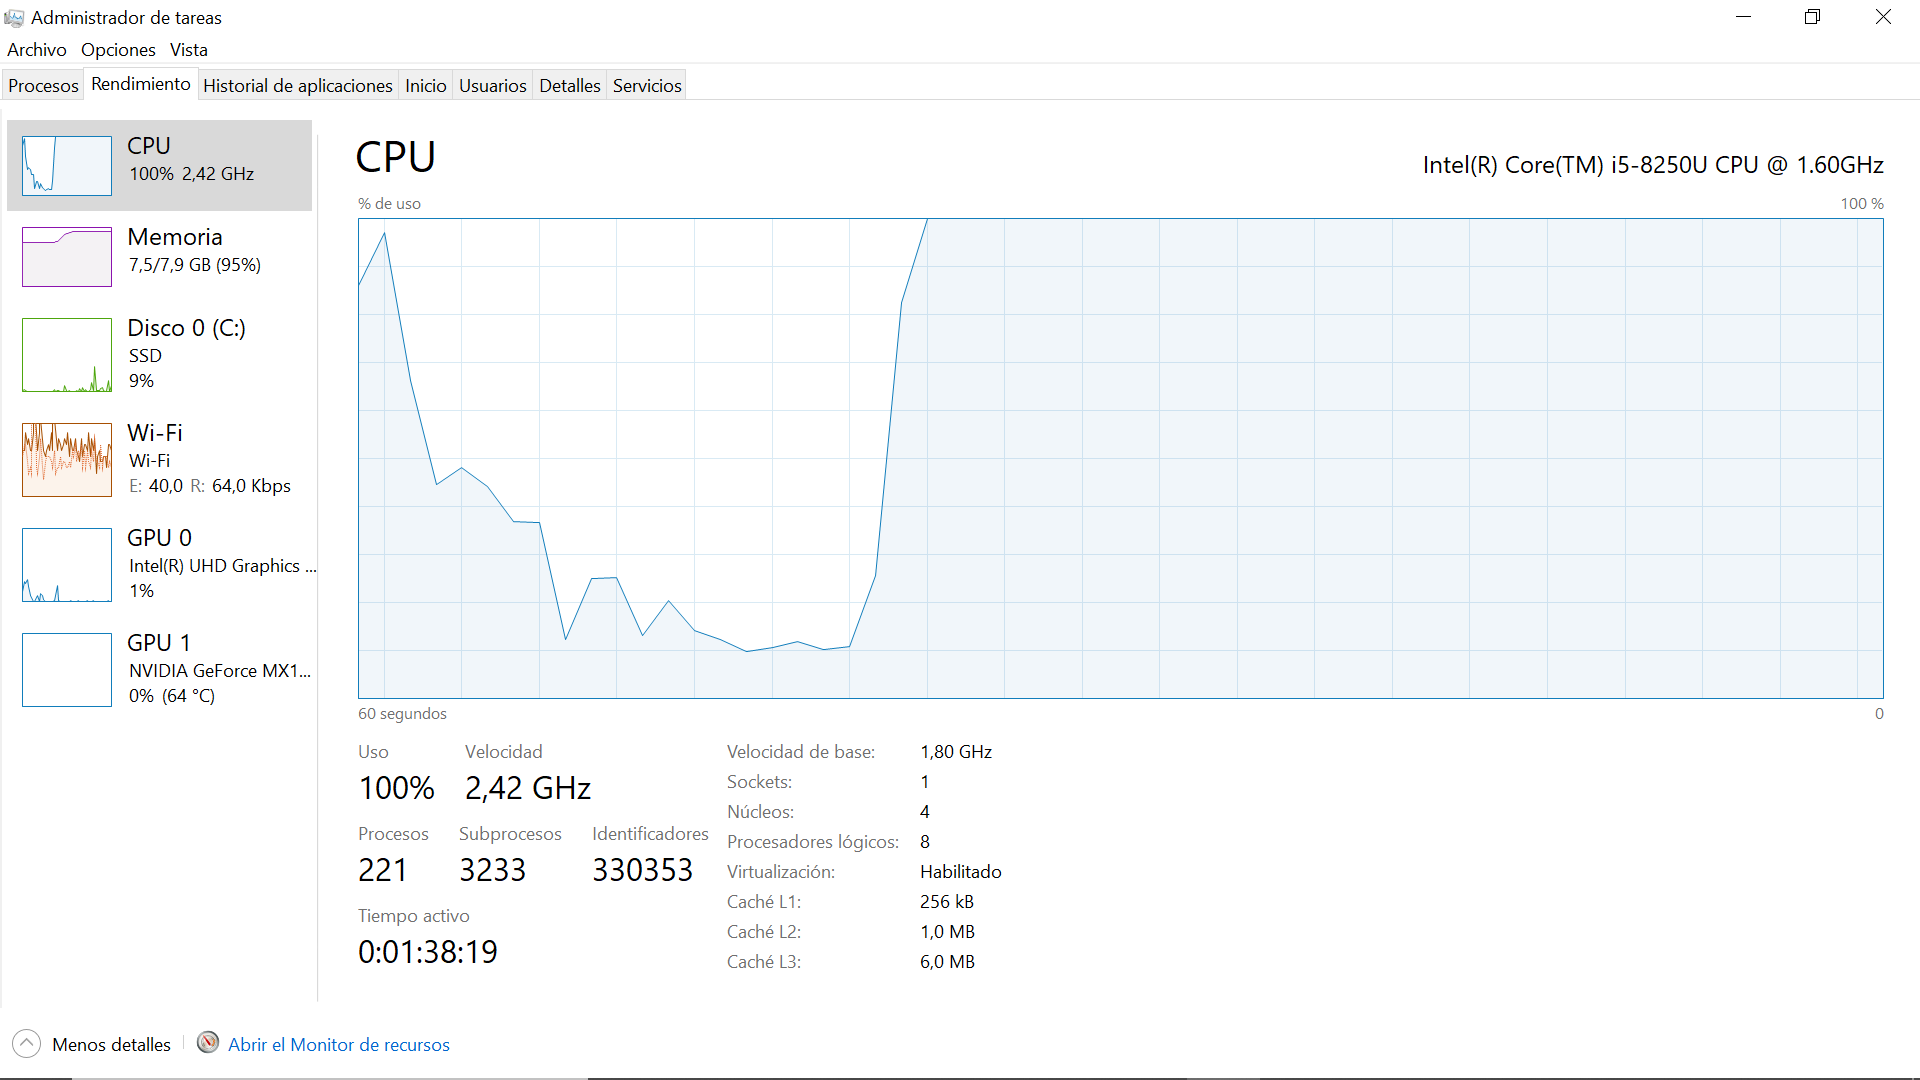 Administrador de tareas
Archivo Opciones Vista
Procesos Rendimiento Historial de aplicaciones Inicio Usuarios Detalles Servicios
CPU
100% 2,42 GHz
Memoria
7,5/7,9 GB (95%)
Disco 0 (C:)
SSD
9%
Wi-Fi
Wi-Fi
E: 40,0 R: 64,0 Kbps
GPU 0
Intel(R) UHD Graphics ...
1%
GPU 1
NVIDIA GeForce MX1...
0% (64 °C)
CPU
Intel(R) Core(TM) i5-8250U CPU @ 1.60GHz
% de uso 100 %
60 segundos 0
Uso Velocidad
100% 2,42 GHz
Procesos Subprocesos Identificadores
221 3233 330353
Tiempo activo
0:01:38:19
Velocidad de base: 1,80 GHz
Sockets: 1
Núcleos: 4
Procesadores lógicos: 8
Virtualización: Habilitado
Caché L1: 256 kB
Caché L2: 1,0 MB
Caché L3: 6,0 MB
Menos detalles Abrir el Monitor de recursos